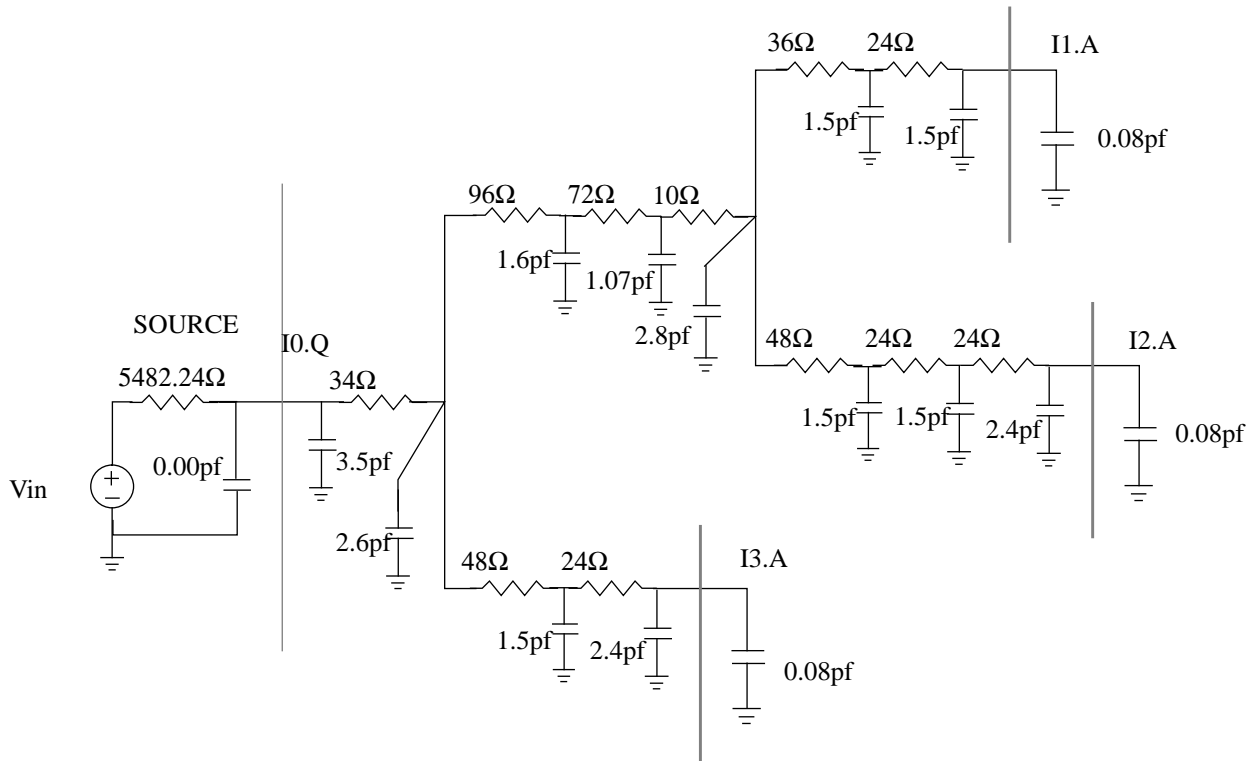 36Ω
24Ω
I1.A
1.5pf
1.5pf
0.08pf
96Ω
72Ω
10Ω
1.6pf
1.07pf
2.8pf
SOURCE
I0.Q
48Ω
24Ω
24Ω
I2.A
5482.24Ω
34Ω
1.5pf
1.5pf
2.4pf
0.08pf
0.00pf
3.5pf
Vin
+
−
2.6pf
48Ω
24Ω
I3.A
1.5pf
2.4pf
0.08pf